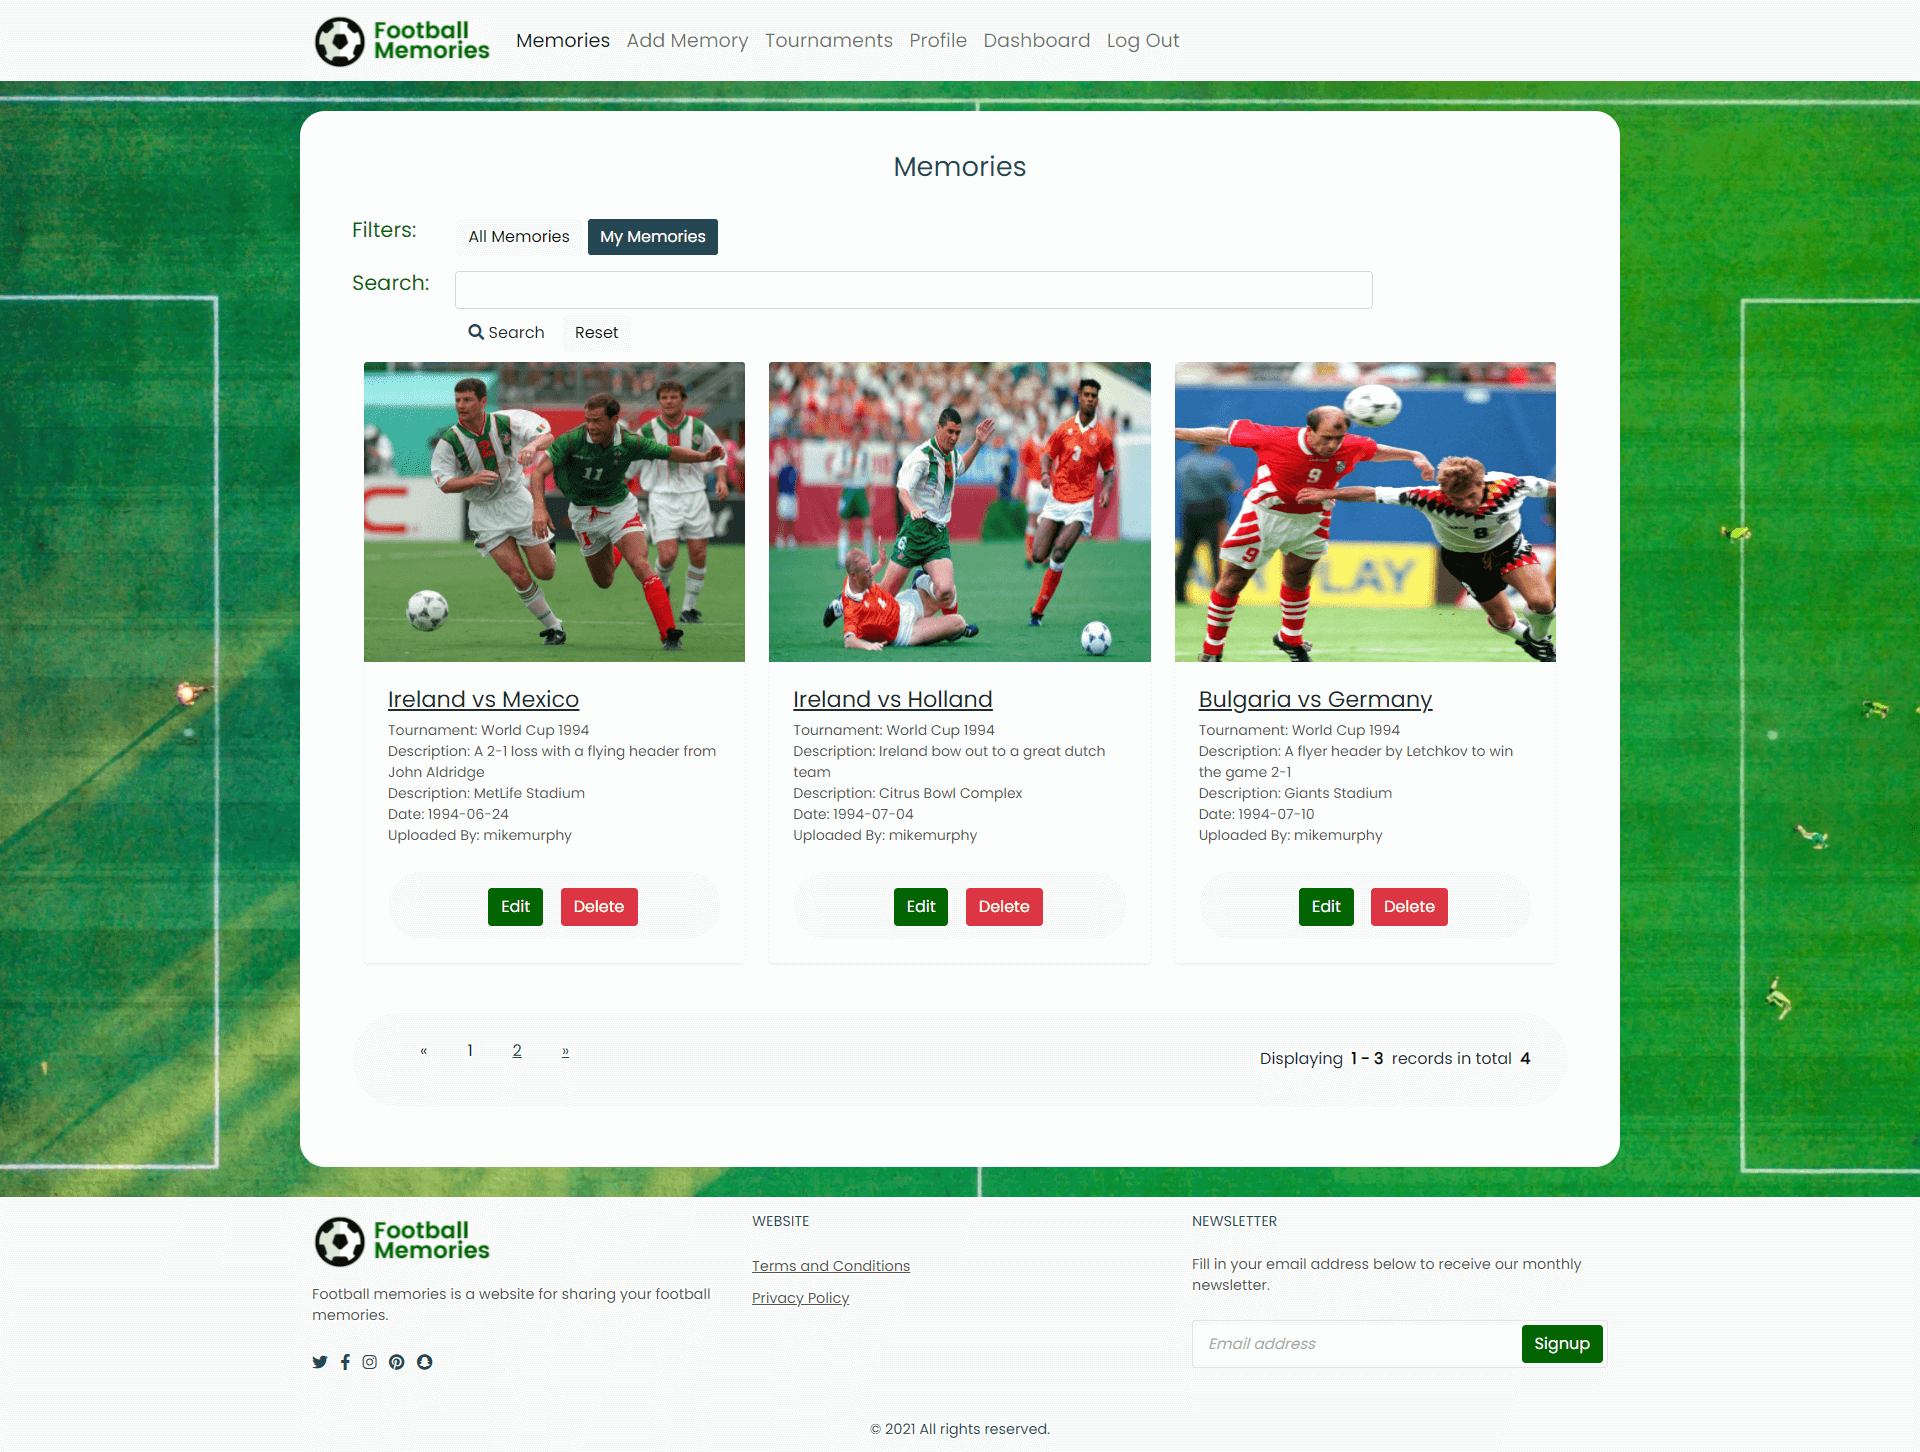 Football
Memories
Memories Add Memory Tournaments Profile Dashboard Log Out
Memories
Filters: All Memories My Memories
Search:
Search Reset
11
6
3
9
9
8
PLAY
Ireland vs Mexico
Tournament: World Cup 1994
Description: A 2-1 loss with a flying header from
John Aldridge
Description: MetLife Stadium
Date: 1994-06-24
Uploaded By: mikemurphy
Edit Delete
Ireland vs Holland
Tournament: World Cup 1994
Description: Ireland bow out to a great dutch
team
Description: Citrus Bowl Complex
Date: 1994-07-04
Uploaded By: mikemurphy
Edit Delete
Bulgaria vs Germany
Tournament: World Cup 1994
Description: A flyer header by Letchkov to win
the game 2-1
Description: Giants Stadium
Date: 1994-07-10
Uploaded By: mikemurphy
Edit Delete
« 1 2 »
Displaying 1 - 3 records in total 4
Football
Memories
Football memories is a website for sharing your football
memories.
WEBSITE
Terms and Conditions
Privacy Policy
NEWSLETTER
Fill in your email address below to receive our monthly
newsletter.
Email address Signup
© 2021 All rights reserved.